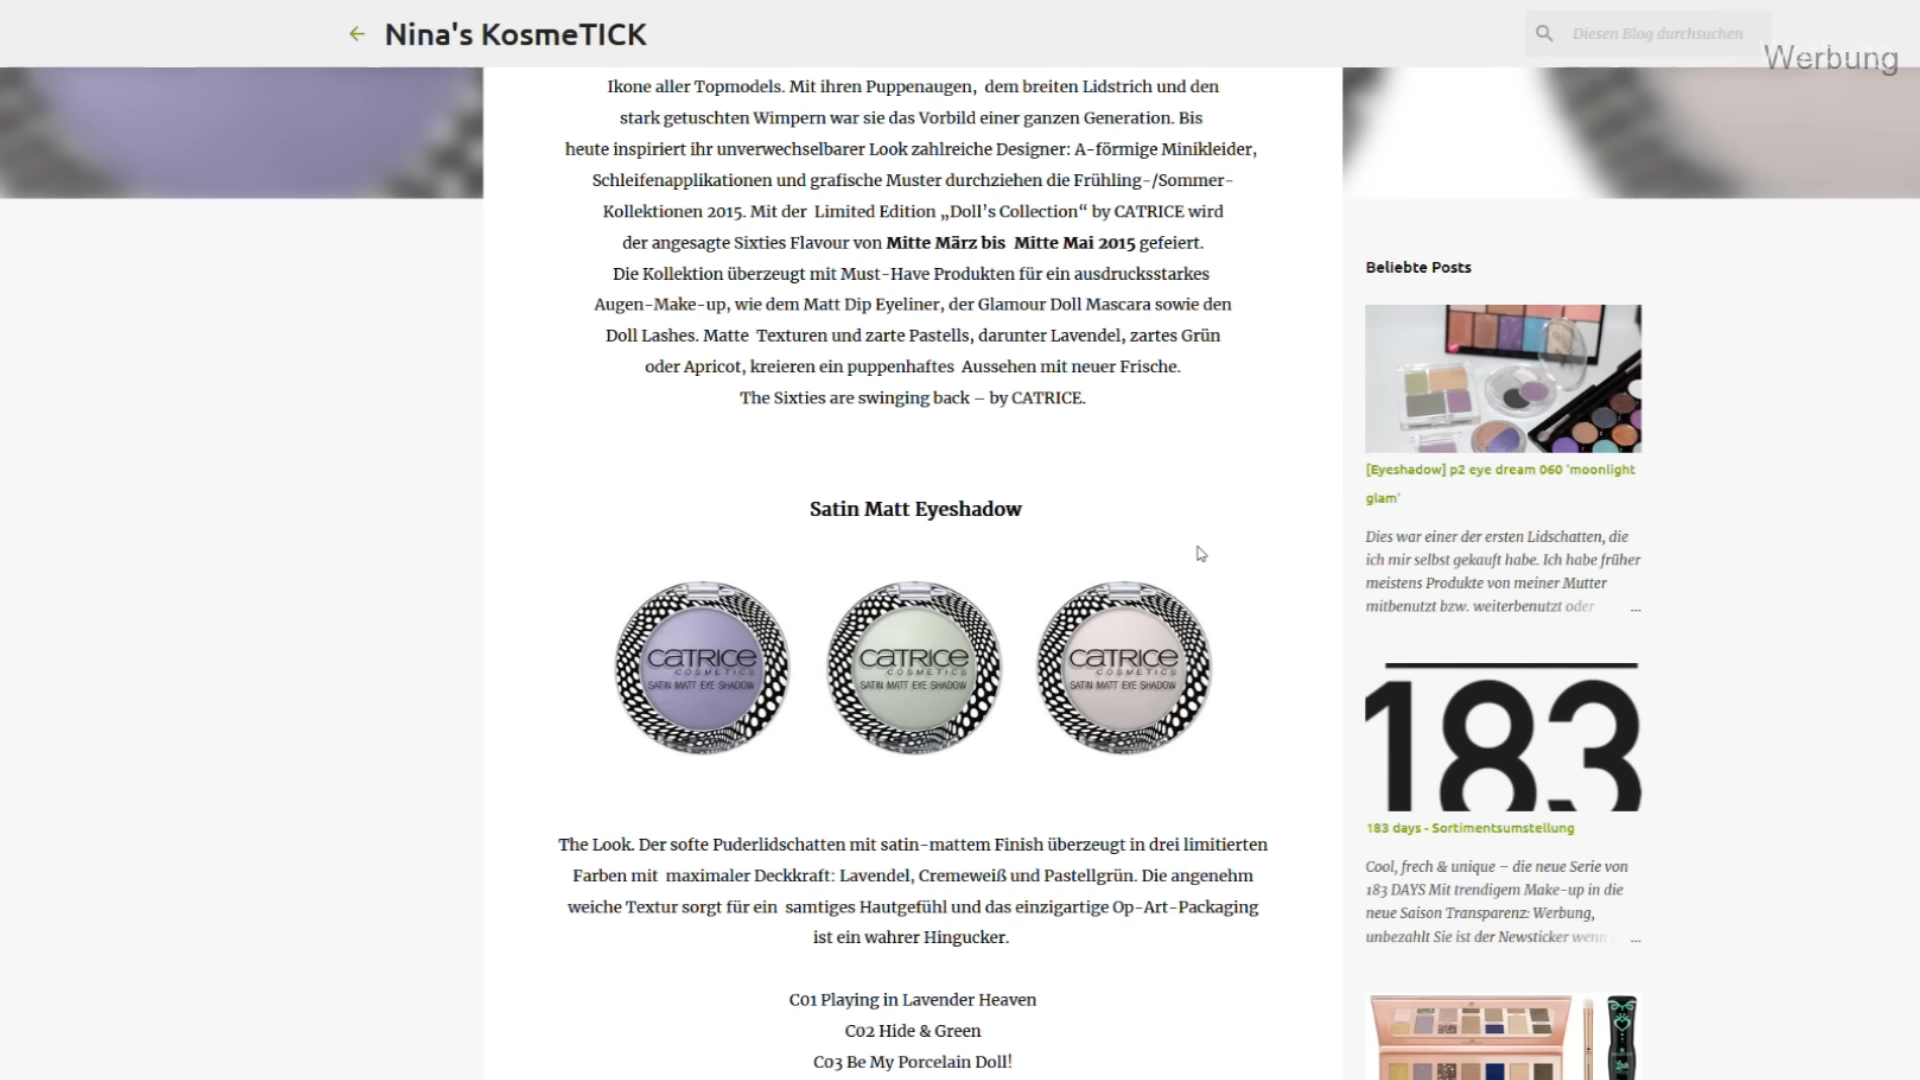 Nina's KosmeTICK
Diesen Blog durchsuchen
Werbung
Ikone aller Topmodels. Mit ihren Puppenaugen, dem breiten Lidstrich und den
stark getuschten Wimpern war sie das Vorbild einer ganzen Generation. Bis
heute inspiriert ihr unverwechselbarer Look zahlreiche Designer: A-förmige Minikleider,
Schleifenapplikationen und grafische Muster durchziehen die Frühling-/Sommer-
Kollektionen 2015. Mit der Limited Edition „Doll’s Collection“ by CATRICE wird
der angesagte Sixties Flavour von Mitte März bis Mitte Mai 2015 gefeiert.
Die Kollektion überzeugt mit Must-Have Produkten für ein ausdrucksstarkes
Augen-Make-up, wie dem Matt Dip Eyeliner, der Glamour Doll Mascara sowie den
Doll Lashes. Matte Texturen und zarte Pastells, darunter Lavendel, zartes Grün
oder Apricot, kreieren ein puppenhaftes Aussehen mit neuer Frische.
The Sixties are swinging back – by CATRICE.
Satin Matt Eyeshadow
CATRICE
COSMETICS
SATIN MATT EYE SHADOW
CATRICE
COSMETICS
SATIN MATT EYE SHADOW
CATRICE
COSMETICS
SATIN MATT EYE SHADOW
The Look. Der softe Puderlidschatten mit satin-mattem Finish überzeugt in drei limitierten
Farben mit maximaler Deckkraft: Lavendel, Cremeweiß und Pastellgrün. Die angenehm
weiche Textur sorgt für ein samtiges Hautgefühl und das einzigartige Op-Art-Packaging
ist ein wahrer Hingucker.
C01 Playing in Lavender Heaven
C02 Hide & Green
C03 Be My Porcelain Doll!
Beliebte Posts
[Eyeshadow] p2 eye dream 060 'moonlight
glam'
Dies war einer der ersten Lidschatten, die
ich mir selbst gekauft habe. Ich habe früher
meistens Produkte von meiner Mutter
mitbenutzt bzw. weiterbenutzt oder ...
183
183 days - Sortimentsumstellung
Cool, frech & unique – die neue Serie von
183 DAYS Mit trendigem Make-up in die
neue Saison Transparenz: Werbung,
unbezahlt Sie ist der Newsticker wenn ...